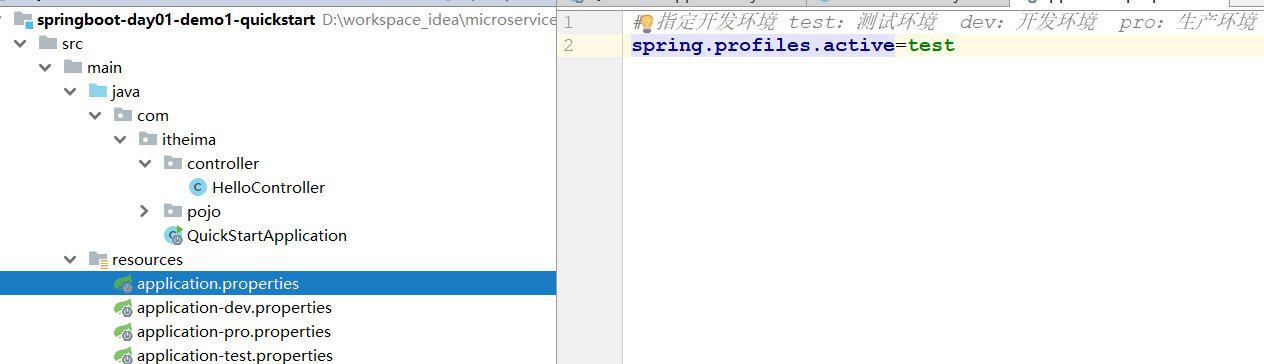 springboot-day01-demo1-quickstart D:\workspace_idea\microservice
src
main
java
com
itheima
controller
HelloController
pojo
QuickStartApplication
resources
application.properties
application-dev.properties
application-pro.properties
application-test.properties
1 #指定开发环境 test：测试环境 dev：开发环境 pro：生产环境
2 spring.profiles.active=test